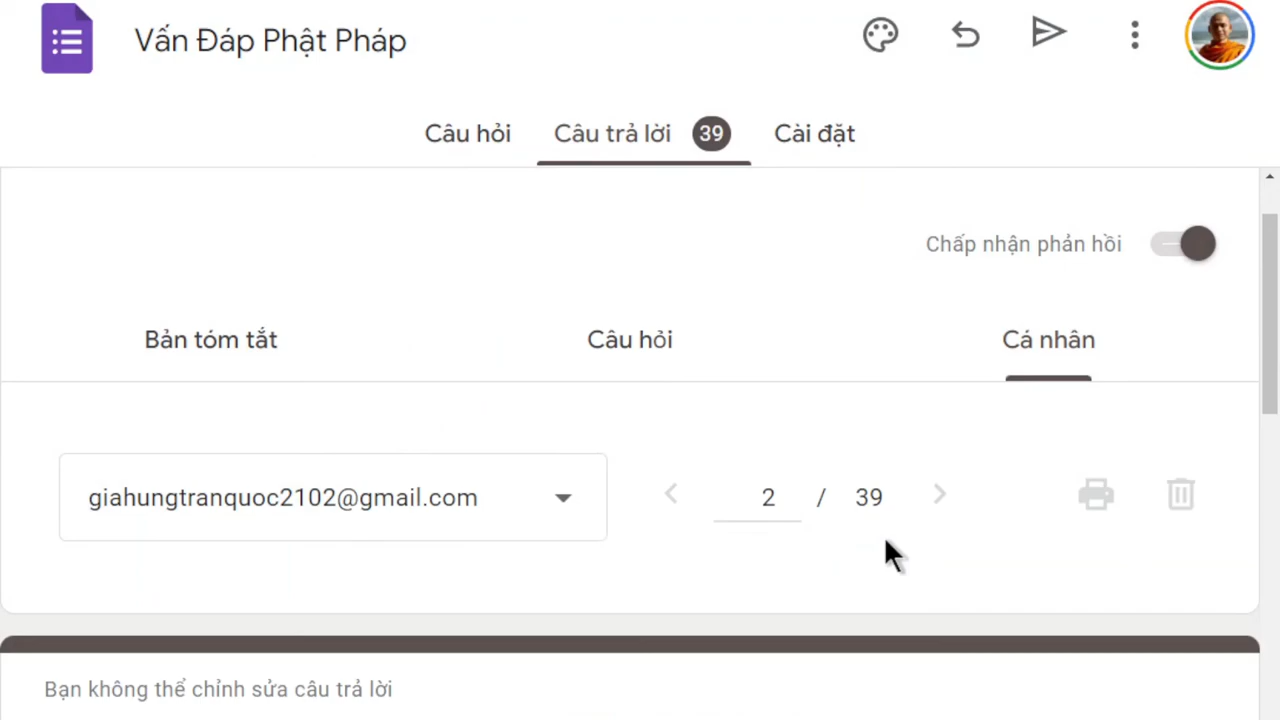 Vấn Đáp Phật Pháp
Câu hỏi Câu trả lời 39 Cài đặt
Chấp nhận phản hồi
Bản tóm tắt Câu hỏi Cá nhân
giahungtranquoc2102@gmail.com 2 / 39
Bạn không thể chỉnh sửa câu trả lời